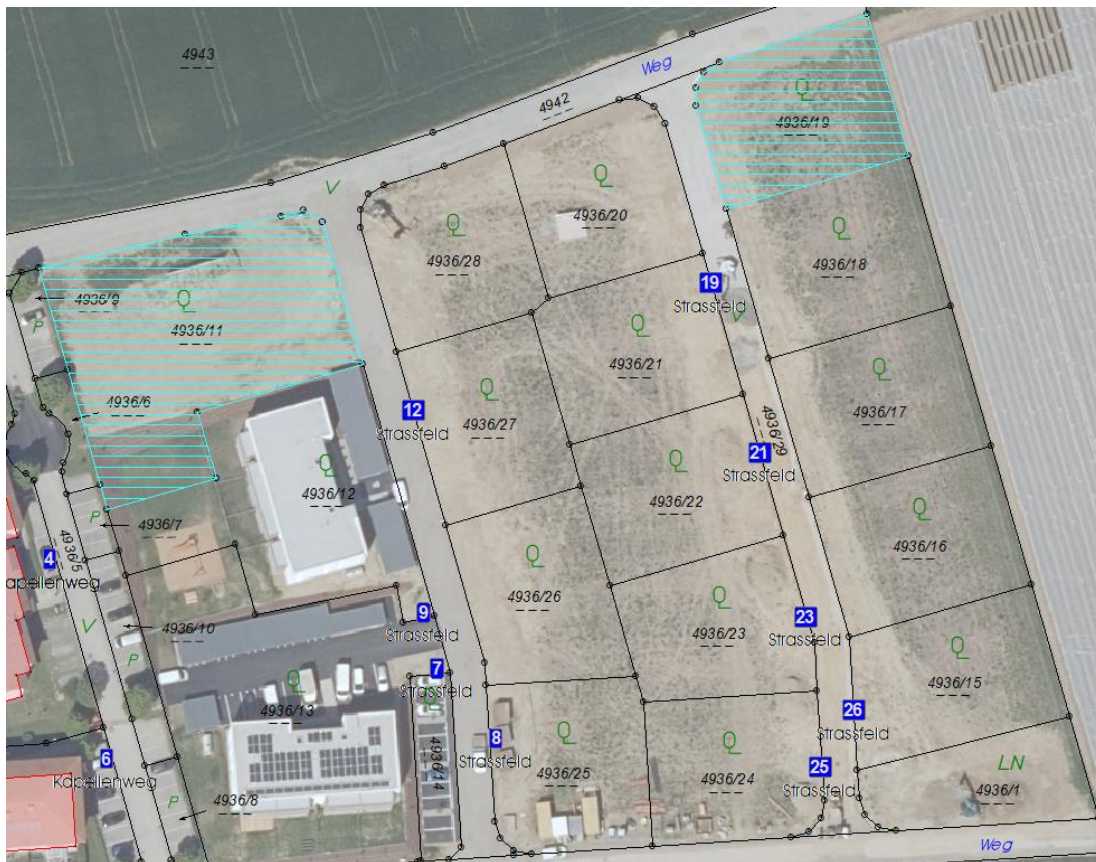 4943
Weg
4942
Q
4936/19
V
Q
4936/20
Q
4936/28
Q
4936/18
4936/9
P
Q
4936/11
19
Strassfeld
V
Q
4936/21
4936/6
12
Strassfeld
Q
4936/27
Q
4936/17
4936/29
21
Strassfeld
Q
4936/22
Q
4936/12
P
4936/7
4936/5
Q
4936/16
4
apellenweg
Q
4936/26
Q
4936/23
23
Strassfeld
9
Strassfeld
V
4936/10
P
Q
4936/15
7
Strassfeld
Q
Q
4936/13
26
Strassfeld
8
Strassfeld
Q
4936/25
Q
4936/24
25
Strassfeld
4936/14
6
Kapellenweg
LN
4936/1
P
4936/8
Weg